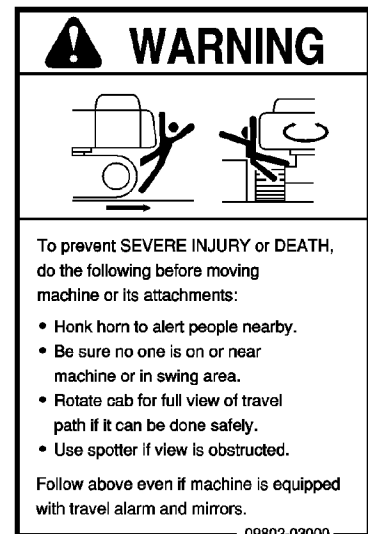 WARNING
To prevent SEVERE INJURY or DEATH,
do the following before moving
machine or its attachments:
• Honk horn to alert people nearby.
• Be sure no one is on or near
machine or in swing area.
• Rotate cab for full view of travel
path if it can be done safely.
• Use spotter if view is obstructed.
Follow above even if machine is equipped
with travel alarm and mirrors.
09802-03000